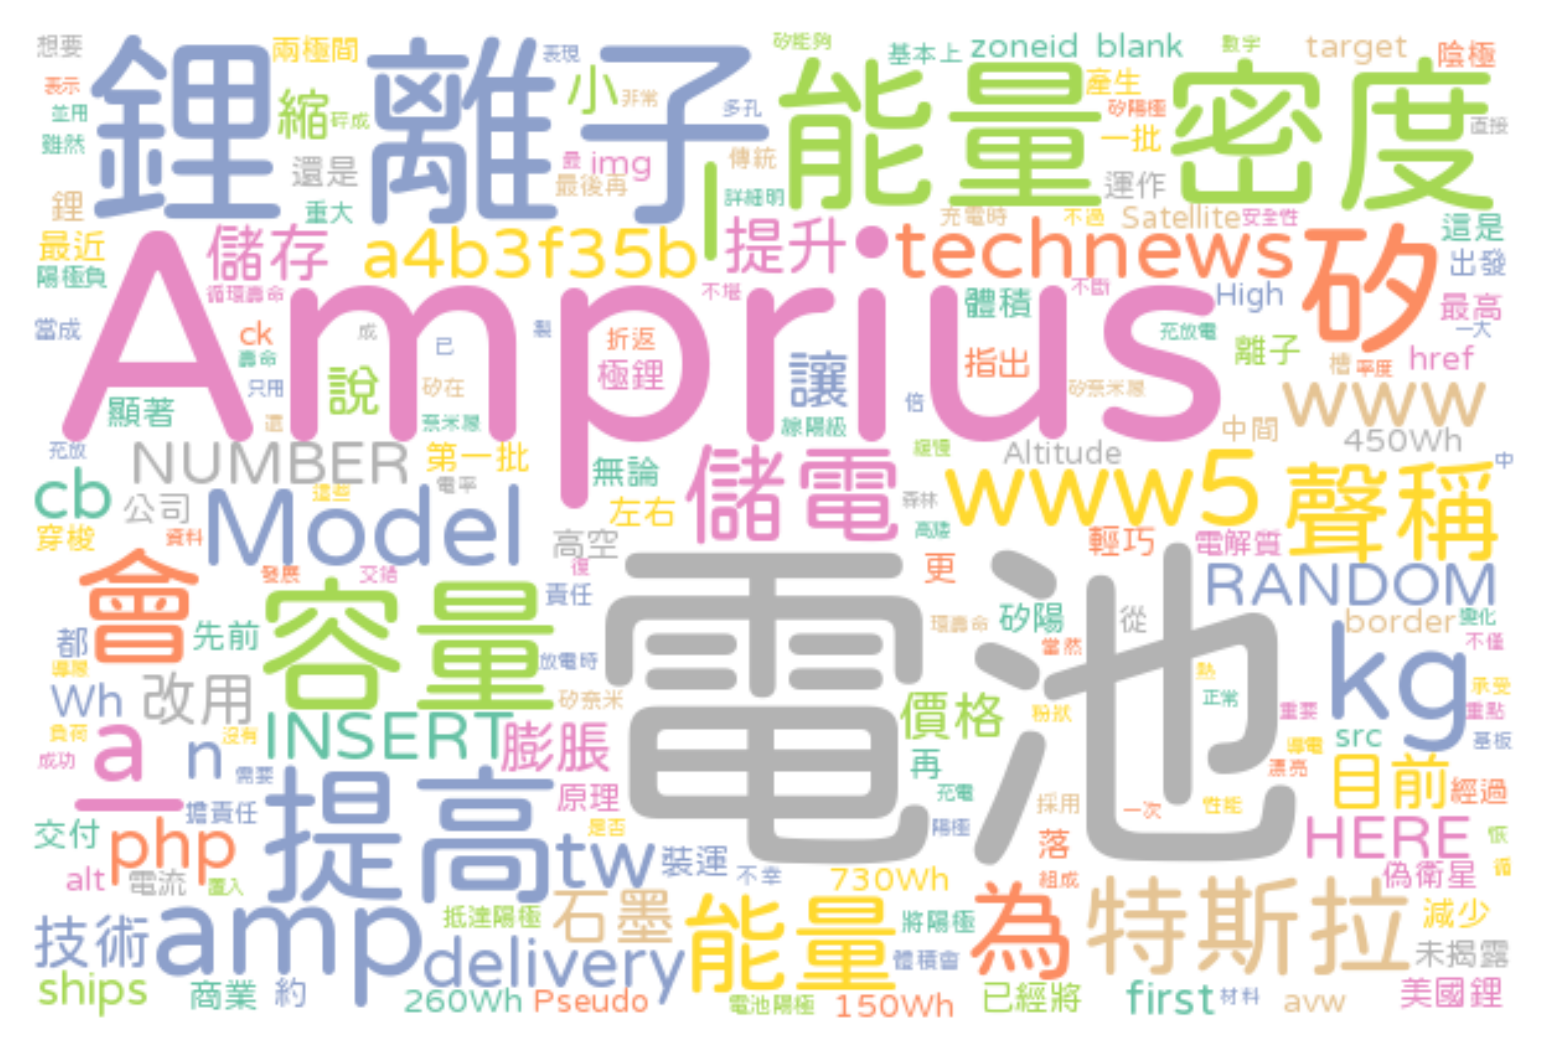 想要 兩極間 表現 矽能夠 基本上 zoneid blank 數字 target 陰極
鋰 離子 能量密度
表示 縮 小 非常 多孔 產生 矽陽極 一批 直接
並用 碎成
雖然 還是 最 img 傳統 運作
鋰 重大 最後再 | 詳細明 充電時 不過 Satellite 安全性 這是
最近 儲存 a4b3f35b 提升 • technews 矽 出發
陽極負 循環壽命 不堪 體積 不斷 High 最高
Amprius
當成 ck 成 已 製 折返 充放電 一大
壽命 極鋰 讓 指出 離子 槽 平度 href
只用 說 矽在 倍 矽奈米線 www
顯著 還 奈米線 線陽級 中間
充放 NUMBER 第一批 無論 儲電 緩慢 Altitude 450Wh 中
cb 公司 Model 這些 電率 左右 森林 www5 聲稱
穿梭 資料 高空 高達 輕巧 電解質
會 發展 交錯 復 電池 更 RANDOM
都 先前 容量 責任 環壽命 矽陽 從 border 變化
導線 放電時 當然 kg 不僅
Wh 改用 矽奈米 熱 承受
負荷 a_ n 沒有 INSERT 膨脹 價格 粉狀 正常 重要 重點
成功 需要 再 導電 src 基板
擔責任 提高 原理 充電 漂亮 目前 經過
交付 php 是否 陽極 採用 一次 性能 HERE 恢
alt 電流 置入 tw 裝運 不幸 730Wh 落 組成 偽衛星 循
技術 amp 抵達陽極 石墨 能量 將陽極 為 特斯拉 減少
delivery 體積會 未揭露
ships 商業 約 260Wh Pseudo 電池陽極 150Wh 已經將 first 材料 avw 美國鋰